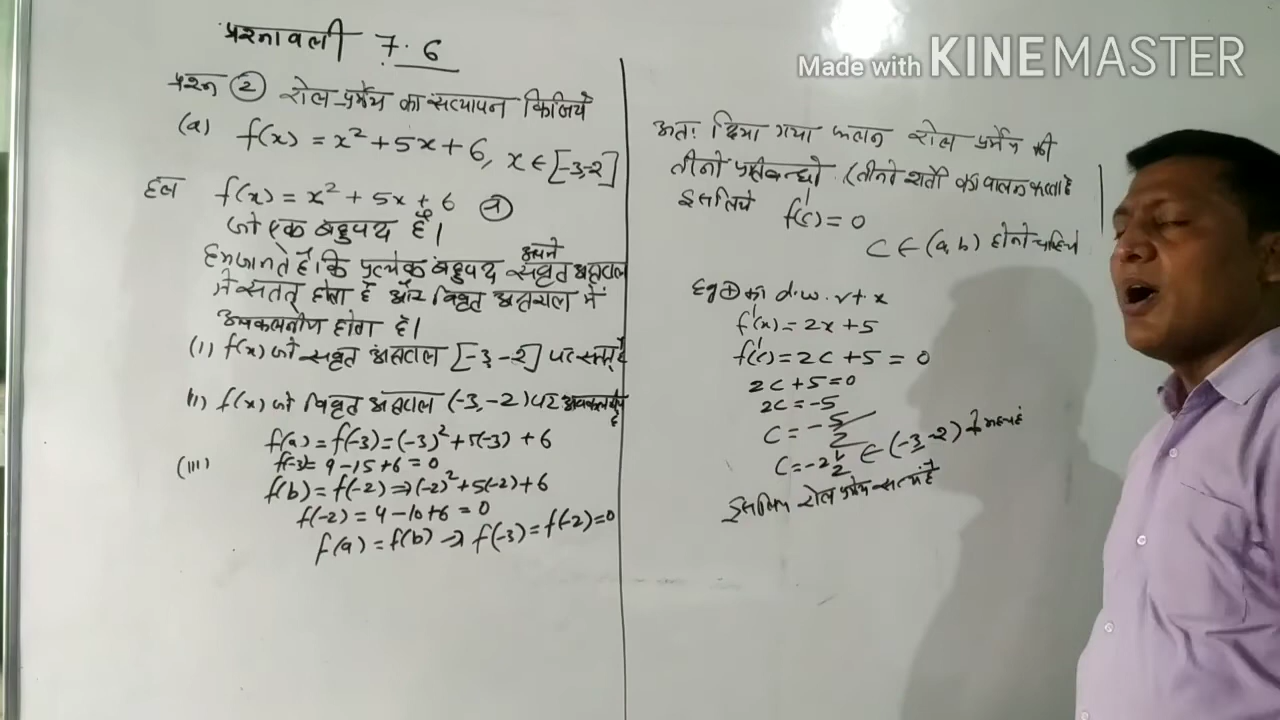 Made with KINEMASTER
प्रश्नावली 7.6
प्रश्न ② रोल प्रमेय का सत्यापन किजिये
(a) f(x) = x² + 5x + 6, x ∈ [-3,-2]
हल f(x) = x² + 5x + 6 ①
जो एक बहुपद है।
हम जानते हैं कि प्रत्येक बहुपद अपने संवृत अन्तराल
में सतत् होता है और विवृत अन्तराल में
अवकलनीय होगा है।
(i) f(x) जो संवृत अंतराल [-3,-2] पर सतत् है
(ii) f(x) जो विवृत अन्तराल (-3,-2) पर अवकलनीय है
f(a) = f(-3) = (-3)² + 5(-3) + 6
(iii) f(-3) = 9 - 15 + 6 = 0
f(b) = f(-2) ⇒ (-2)² + 5(-2) + 6
f(-2) = 4 - 10 + 6 = 0
f(a) = f(b) ⇒ f(-3) = f(-2) = 0
अतः दिया गया फलन रोल प्रमेय की
तीनो प्रतिबन्धो (तीनो शर्तो का पालन करता है
इसलिये f'(c) = 0
C ∈ (a,b) होनी चाहिये
Eq ① का d.w.r.t x
f'(x) = 2x + 5
f'(c) = 2c + 5 = 0
2c + 5 = 0
2c = -5
c = -5/2
c = -2 1/2 ∈ (-3,-2) के मध्य है
इसलिए रोल प्रमेय सत्य है